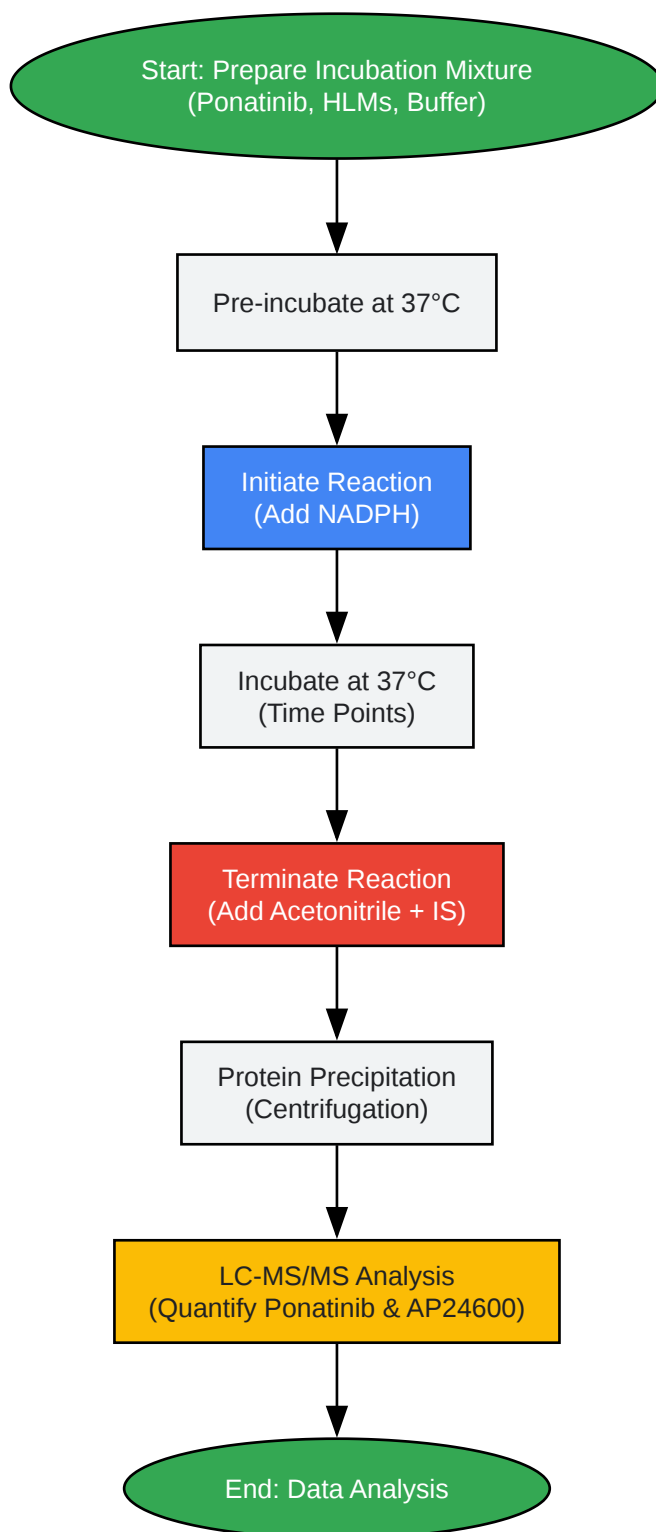 Start: Prepare Incubation Mixture
(Ponatinib, HLMs, Buffer)
Pre-incubate at 37°C
Initiate Reaction
(Add NADPH)
Incubate at 37°C
(Time Points)
Terminate Reaction
(Add Acetonitrile + IS)
Protein Precipitation
(Centrifugation)
LC-MS/MS Analysis
(Quantify Ponatinib & AP24600)
End: Data Analysis